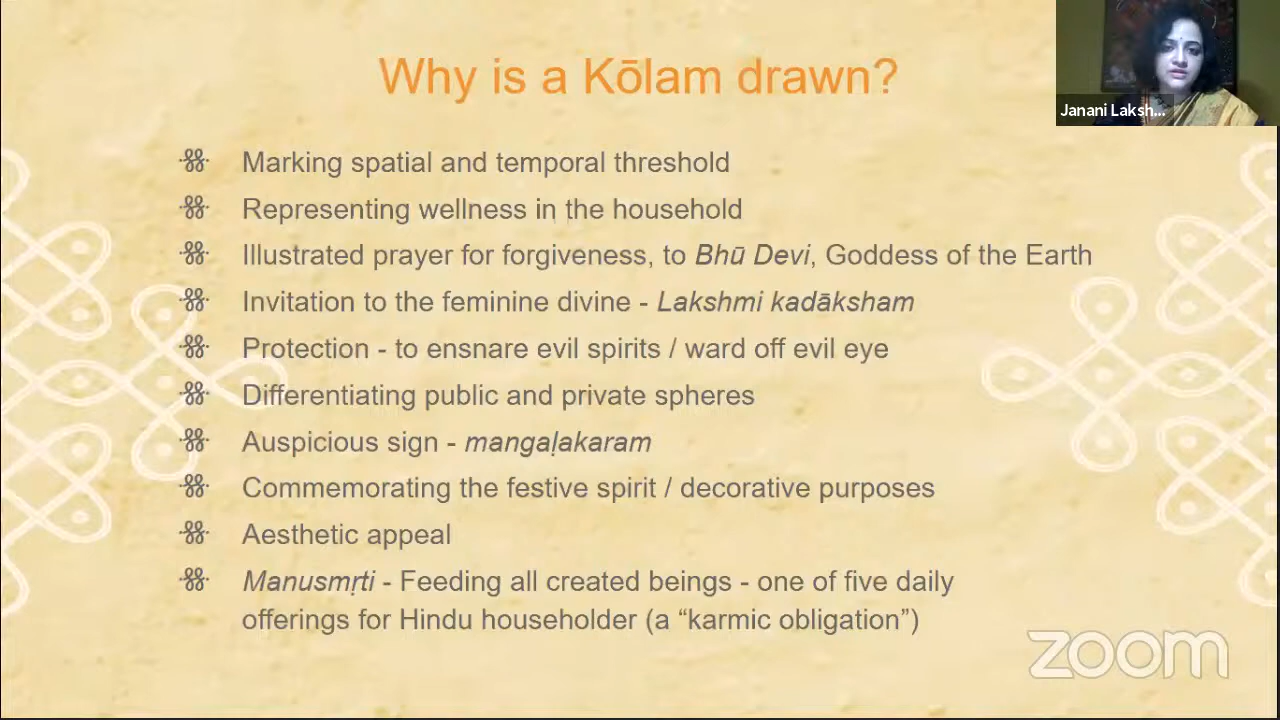 Why is a Kōlam drawn?
Janani Laksh...
Marking spatial and temporal threshold
Representing wellness in the household
Illustrated prayer for forgiveness, to Bhū Devi, Goddess of the Earth
Invitation to the feminine divine - Lakshmi kadāksham
Protection - to ensnare evil spirits / ward off evil eye
Differentiating public and private spheres
Auspicious sign - mangaḷakaram
Commemorating the festive spirit / decorative purposes
Aesthetic appeal
Manusmṛti - Feeding all created beings - one of five daily
offerings for Hindu householder (a “karmic obligation”)
zoom